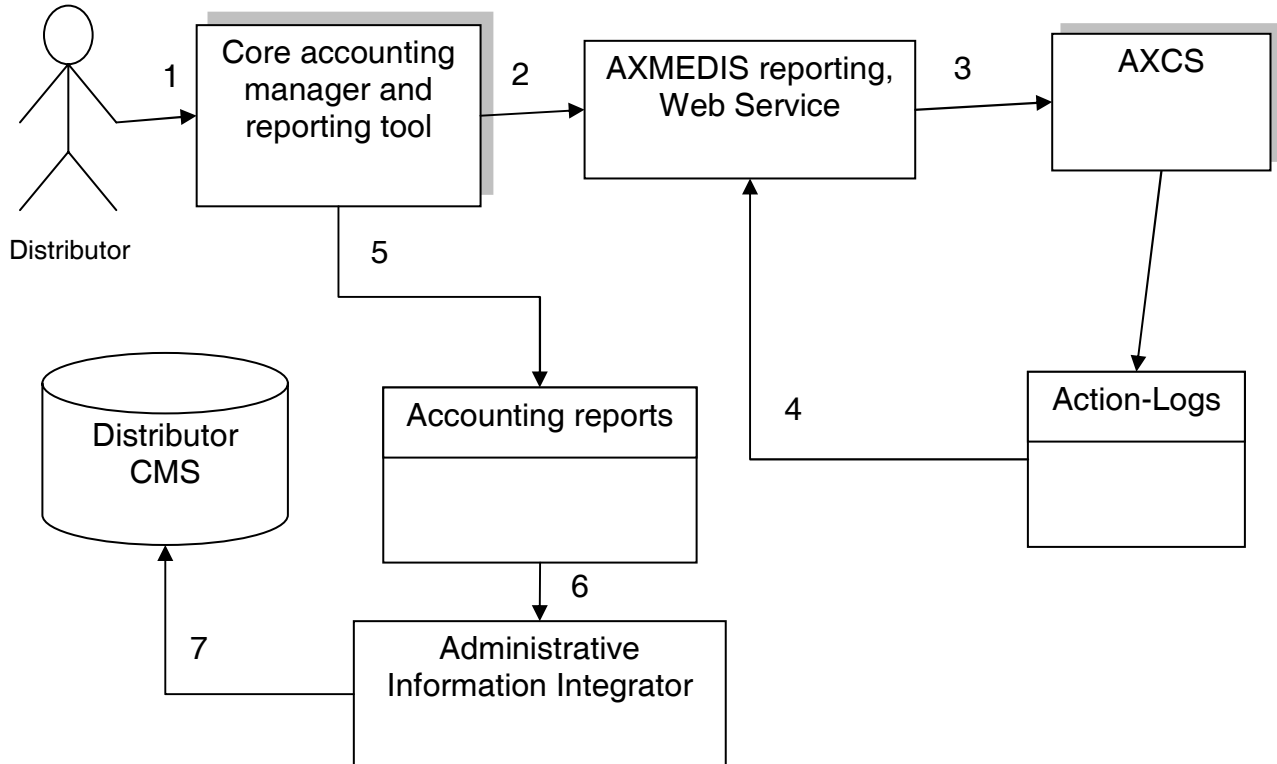 1
Core accounting
manager and
reporting tool
2
AXMEDIS reporting,
Web Service
3
AXCS
Distributor
5
Distributor
CMS
Accounting reports
4
Action-Logs
6
7
Administrative
Information Integrator